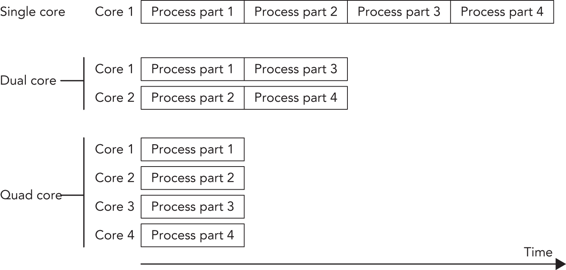 Single core Core 1 Process part 1 Process part 2 Process part 3 Process part 4
Dual core
Core 1 Process part 1 Process part 3
Core 2 Process part 2 Process part 4
Quad core
Core 1 Process part 1
Core 2 Process part 2
Core 3 Process part 3
Core 4 Process part 4
Time